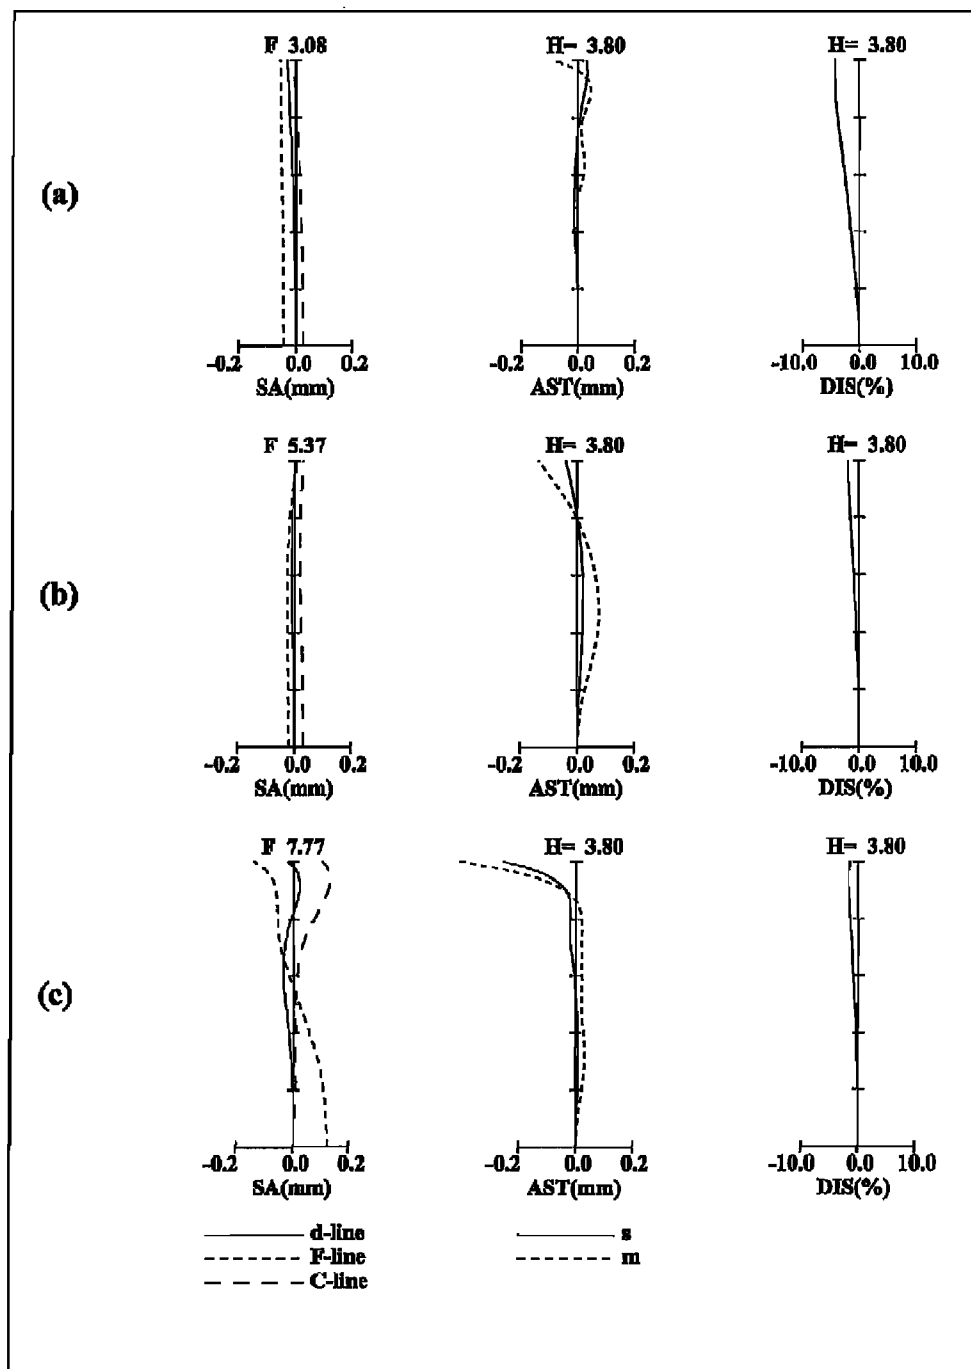 F 3.08 H= 3.80 H= 3.80
(a)
-0.2 0.0 0.2 -0.2 0.0 0.2 -10.0 0.0 10.0
SA(mm) AST(mm) DIS(%)
F 5.37 H= 3.80 H= 3.80
(b)
-0.2 0.0 0.2 -0.2 0.0 0.2 -10.0 0.0 10.0
SA(mm) AST(mm) DIS(%)
F 7.77 H= 3.80 H= 3.80
(c)
-0.2 0.0 0.2 -0.2 0.0 0.2 -10.0 0.0 10.0
SA(mm) AST(mm) DIS(%)
d-line s
F-line m
C-line